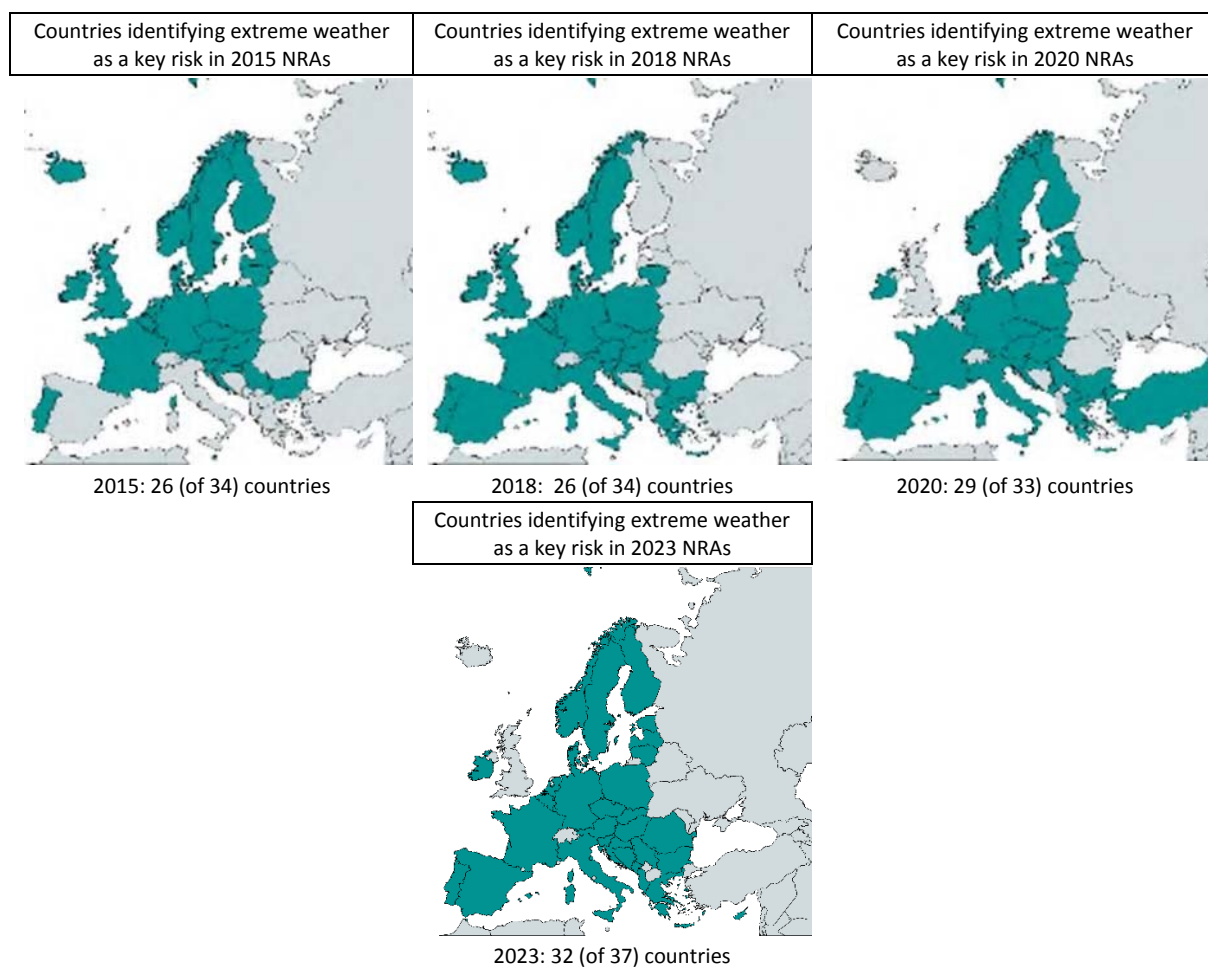 Countries identifying extreme weather
as a key risk in 2015 NRAs
Countries identifying extreme weather
as a key risk in 2018 NRAs
Countries identifying extreme weather
as a key risk in 2020 NRAs
2015: 26 (of 34) countries
2018:  26 (of 34) countries
2020: 29 (of 33) countries
Countries identifying extreme weather
as a key risk in 2023 NRAs
2023: 32 (of 37) countries